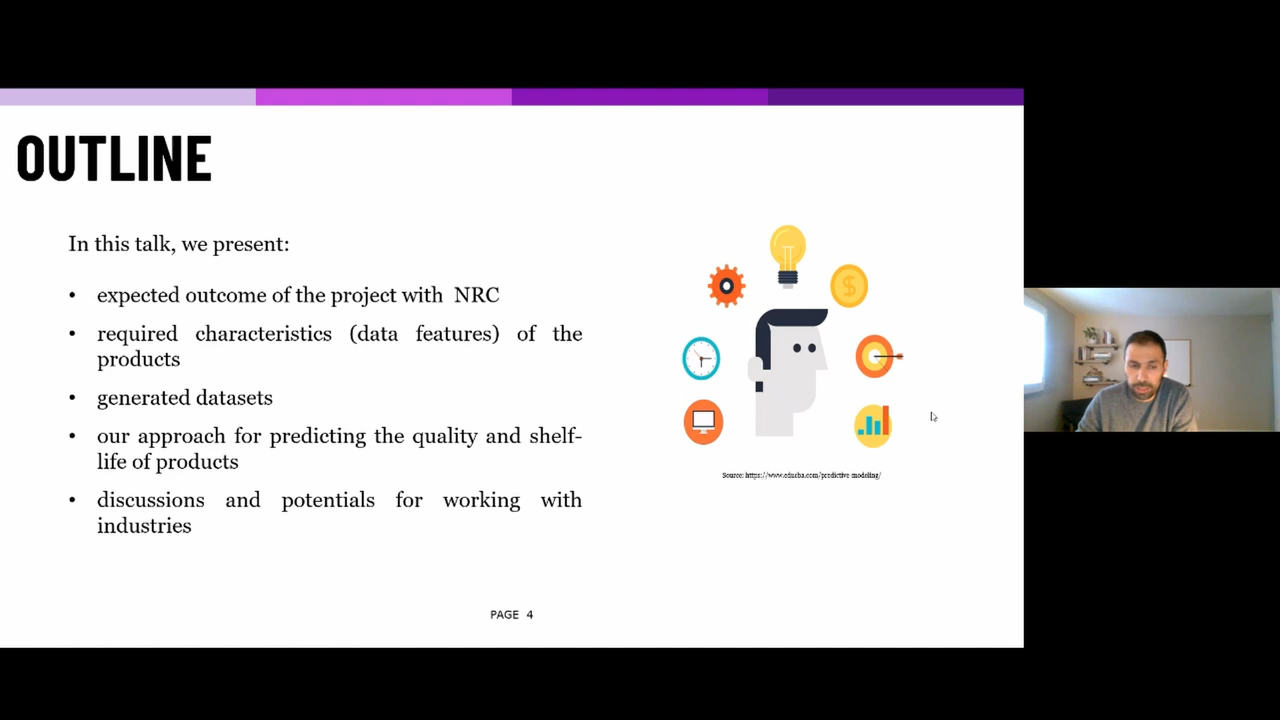 OUTLINE
In this talk, we present:
• expected outcome of the project with NRC
• required characteristics (data features) of the
products
• generated datasets
• our approach for predicting the quality and shelf-
life of products
• discussions and potentials for working with
industries
$
Source: https://www.educba.com/predictive-modeling/
PAGE 4